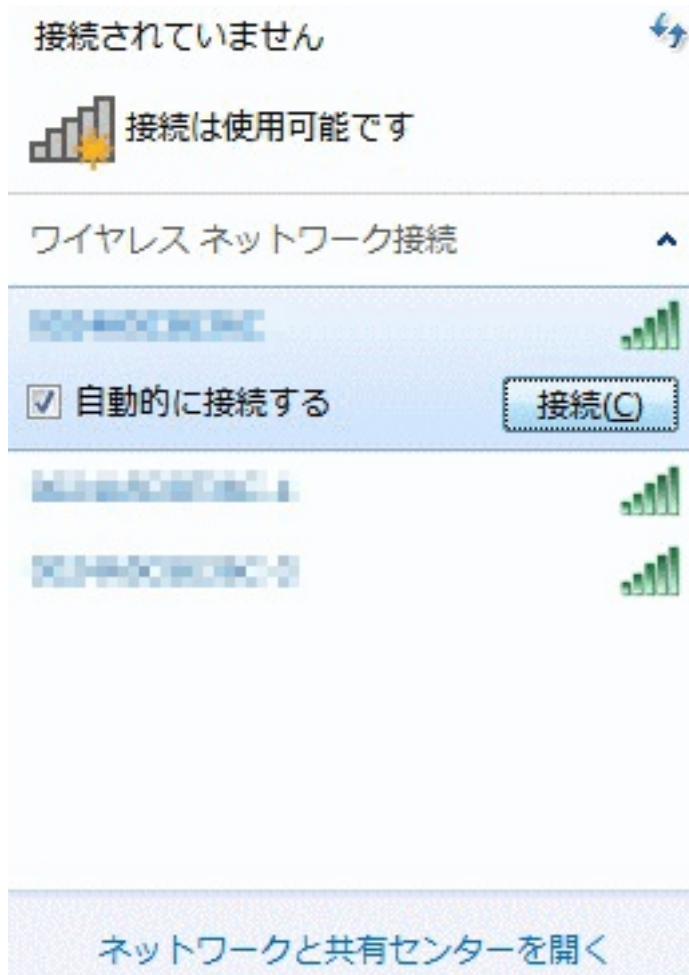 接続されていません
接続は使用可能です
ワイヤレス ネットワーク接続
自動的に接続する
接続(C)
ネットワークと共有センターを開く